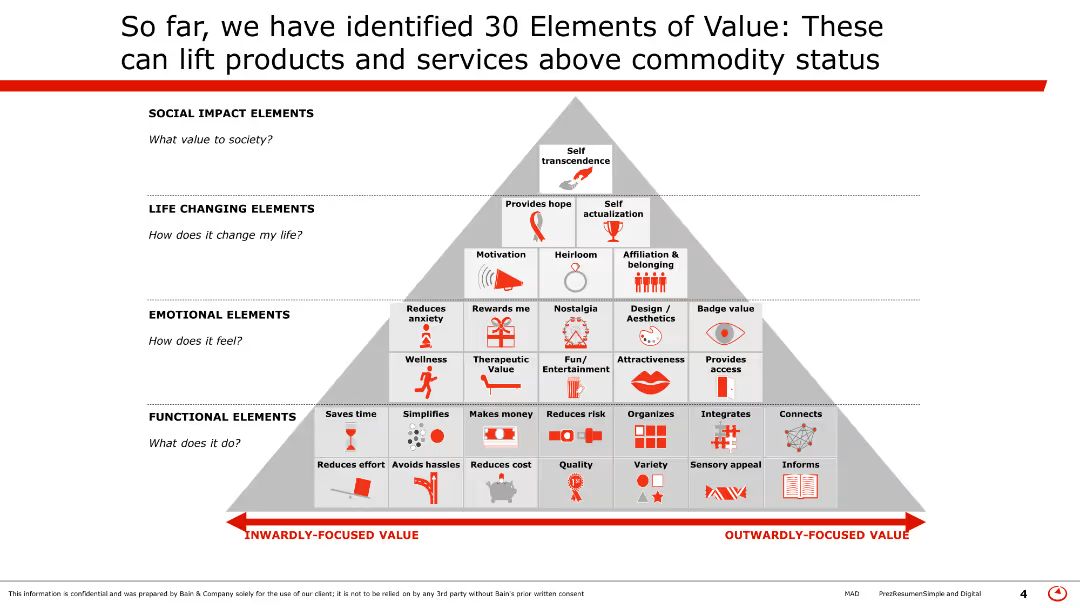 So far, we have identified 30 Elements of Value: These
can lift products and services above commodity status
SOCIAL IMPACT ELEMENTS
What value to society?
Self
transcendence
LIFE CHANGING ELEMENTS
How does it change my life?
Provides hope
Self
actualization
Motivation
Heirloom
Affiliation &
belonging
EMOTIONAL ELEMENTS
How does it feel?
Reduces
anxiety
Rewards me
Nostalgia
Design /
Aesthetics
Badge value
Wellness
Therapeutic
Value
Fun/
Entertainment
Attractiveness
Provides
access
FUNCTIONAL ELEMENTS
What does it do?
Saves time
Simplifies
Makes money
Reduces risk
Organizes
Integrates
Connects
Reduces effort
Avoids hassles
Reduces cost
Quality
Variety
Sensory appeal
Informs
INWARDLY-FOCUSED VALUE
OUTWARDLY-FOCUSED VALUE
This information is confidential and was prepared by Bain & Company solely for the use of our client; it is not to be relied on by any 3rd party without Bain's prior written consent
MAD
PrezResumenSimple and Digital
4